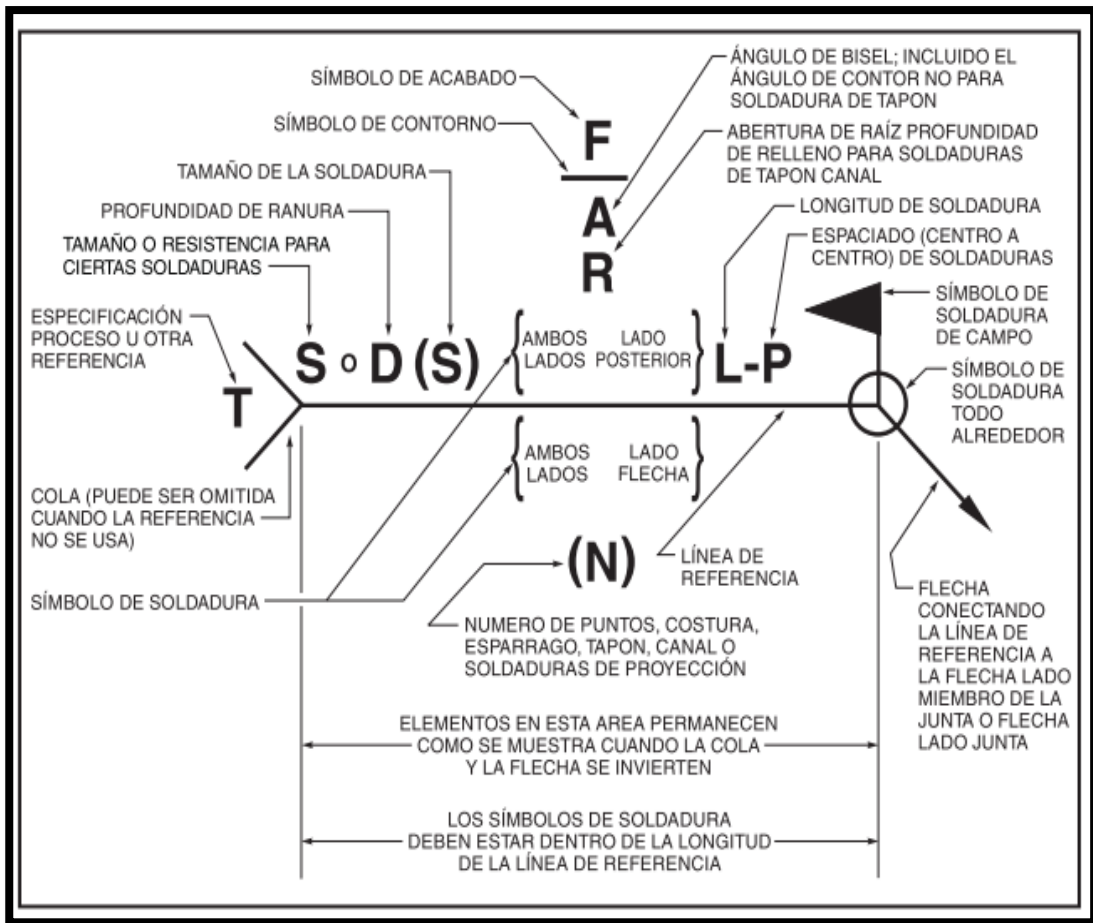 SÍMBOLO DE ACABADO
SÍMBOLO DE CONTORNO
TAMAÑO DE LA SOLDADURA
PROFUNDIDAD DE RANURA
TAMAÑO O RESISTENCIA PARA
CIERTAS SOLDADURAS
ESPECIFICACIÓN
PROCESO U OTRA
REFERENCIA
F
A
R
ÁNGULO DE BISEL; INCLUIDO EL
ÁNGULO DE CONTOR NO PARA
SOLDADURA DE TAPON
ABERTURA DE RAÍZ PROFUNDIDAD
DE RELLENO PARA SOLDADURAS
DE TAPON CANAL
LONGITUD DE SOLDADURA
ESPACIADO (CENTRO A
CENTRO) DE SOLDADURAS
SÍMBOLO DE
SOLDADURA
DE CAMPO
SÍMBOLO DE
SOLDADURA
TODO
ALREDEDOR
T
S o D (S)
{AMBOS LADOS
LADO POSTERIOR}
L-P
{AMBOS LADOS
LADO FLECHA}
(N)
COLA (PUEDE SER OMITIDA
CUANDO LA REFERENCIA
NO SE USA)
SÍMBOLO DE SOLDADURA
LÍNEA DE
REFERENCIA
NUMERO DE PUNTOS, COSTURA,
ESPARRAGO, TAPON, CANAL O
SOLDADURAS DE PROYECCIÓN
FLECHA
CONECTANDO
LA LÍNEA DE
REFERENCIA A
LA FLECHA LADO
MIEMBRO DE LA
JUNTA O FLECHA
LADO JUNTA
ELEMENTOS EN ESTA AREA PERMANECEN
COMO SE MUESTRA CUANDO LA COLA
Y LA FLECHA SE INVIERTEN
LOS SÍMBOLOS DE SOLDADURA
DEBEN ESTAR DENTRO DE LA LONGITUD
DE LA LÍNEA DE REFERENCIA